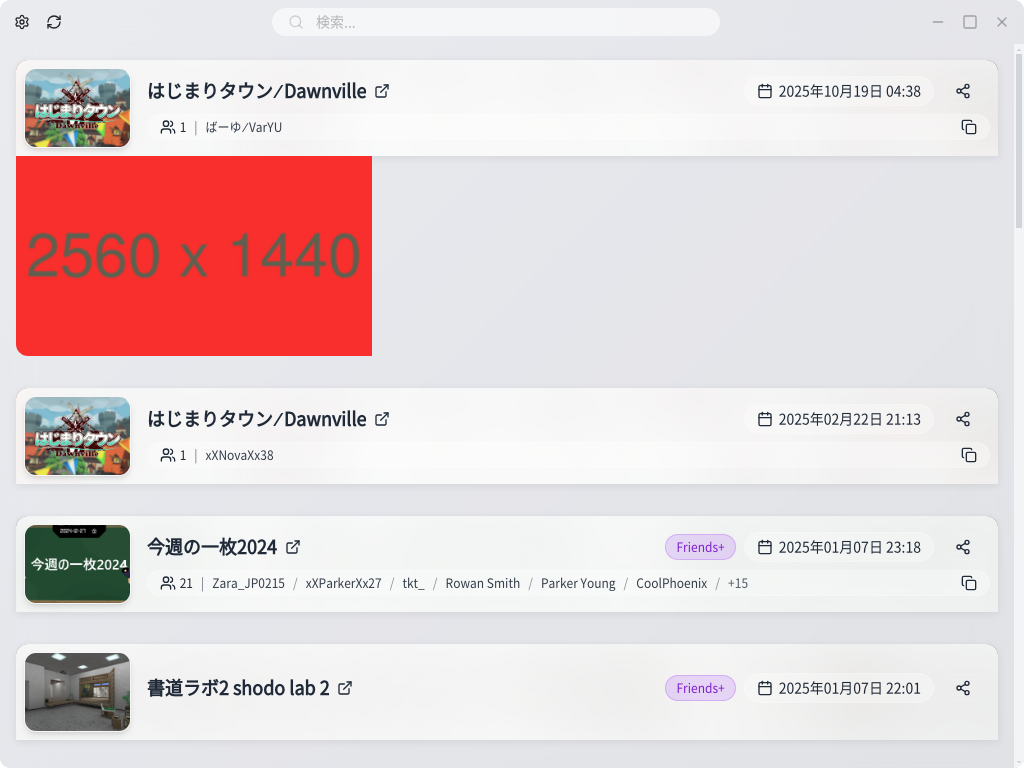 検索...
はじまりタウン
Dawnville
はじまりタウン⁄Dawnville
2025年10月19日 04:38
1 | ばーゆ⁄VarYU
2560 x 1440
はじまりタウン
Dawnville
はじまりタウン⁄Dawnville
2025年02月22日 21:13
1 | xXNovaXx38
今週の一枚2024
今週の一枚2024
Friends+
2025年01月07日 23:18
21 | Zara_JP0215 / xXParkerXx27 / tkt_ / Rowan Smith / Parker Young / CoolPhoenix / +15
書道ラボ2 shodo lab 2
Friends+
2025年01月07日 22:01